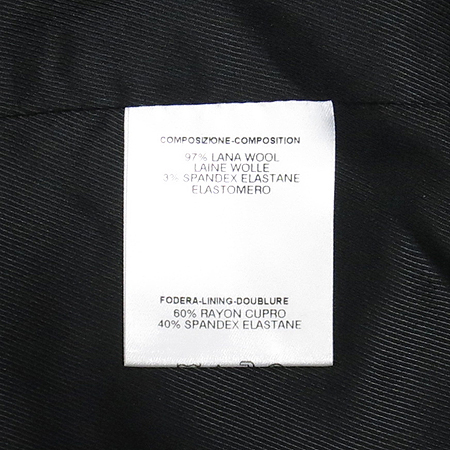 COMPOSIZIONE-COMPOSITION
97% LANA WOOL
LAINE WOLLE
3% SPANDEX ELASTANE
ELASTOMERO
FODERA-LINING-DOUBLURE
60% RAYON CUPRO
40% SPANDEX ELASTANE